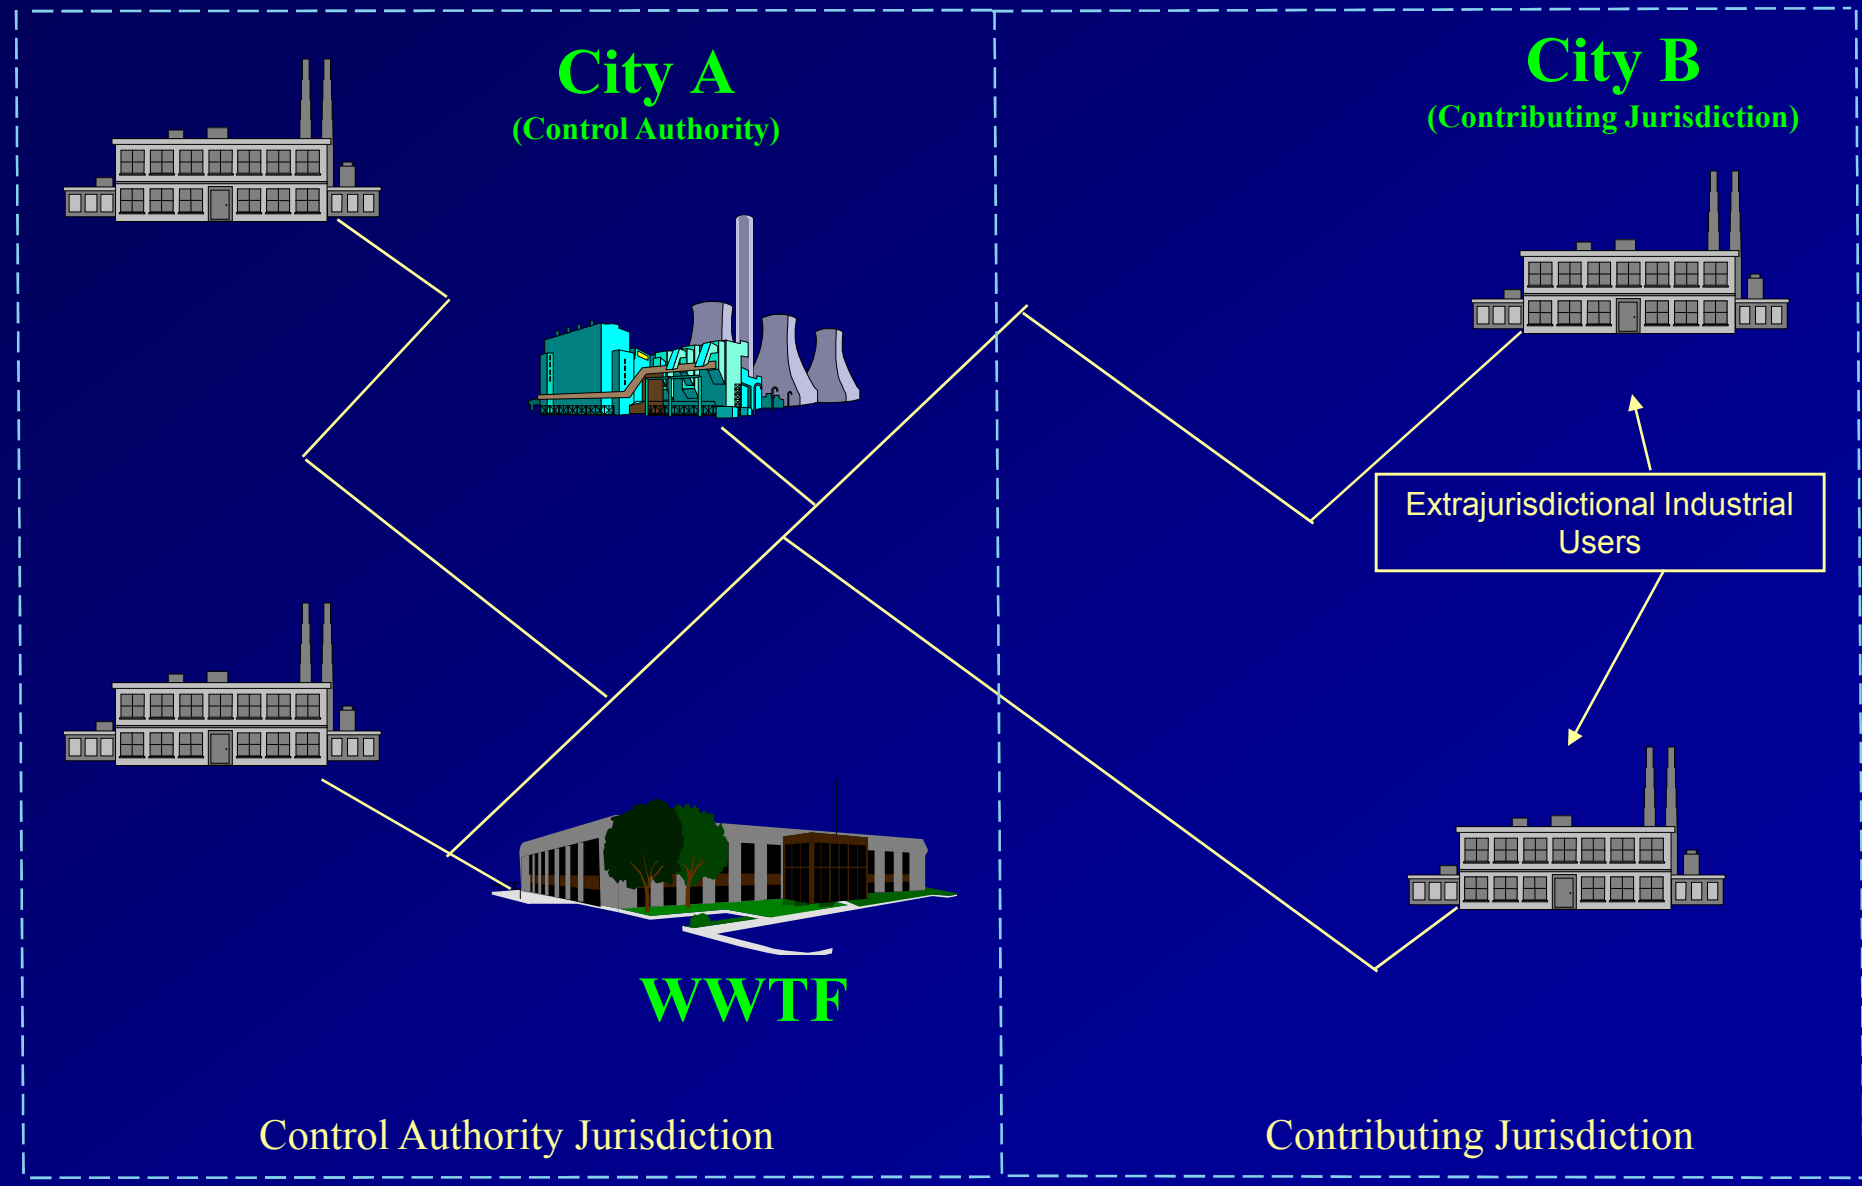 City A
(Control Authority)
City B
(Contributing Jurisdiction)
Extrajurisdictional Industrial
Users
WWTF
Control Authority Jurisdiction
Contributing Jurisdiction